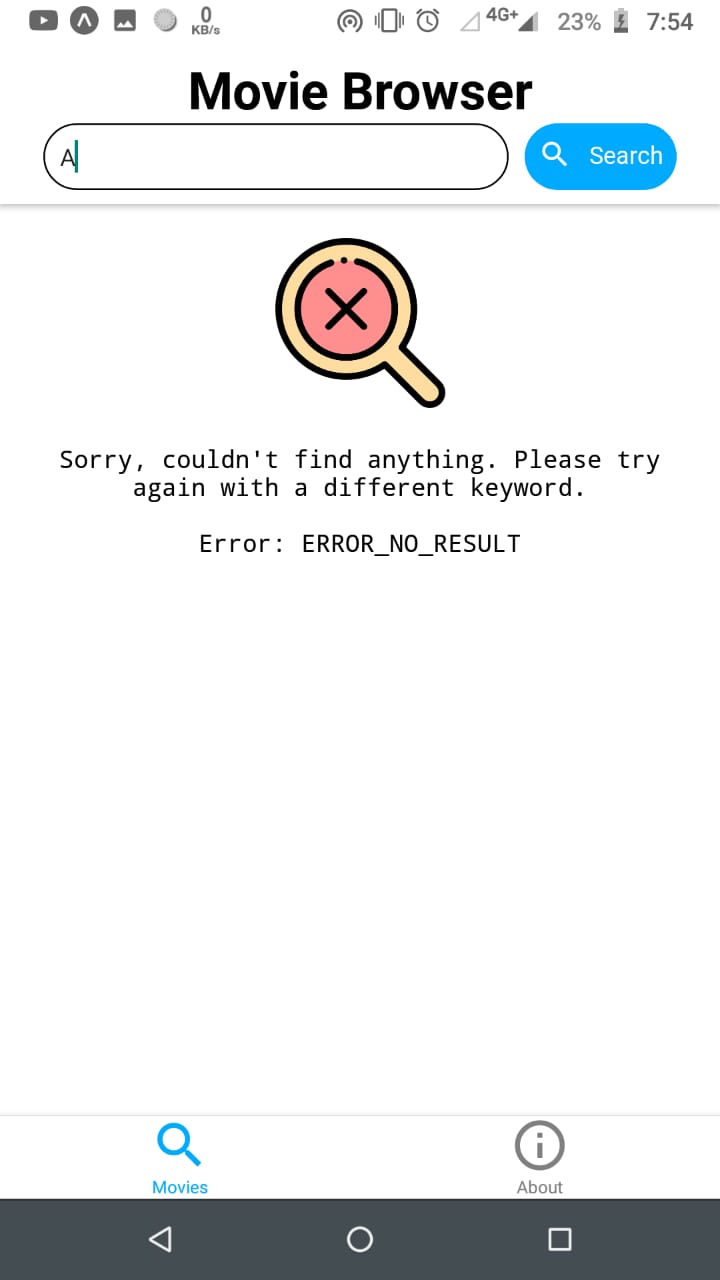 0
KB/s
4G+
23%
7:54
Movie Browser
A
Search
Sorry, couldn't find anything. Please try
again with a different keyword.
Error: ERROR_NO_RESULT
Movies
About